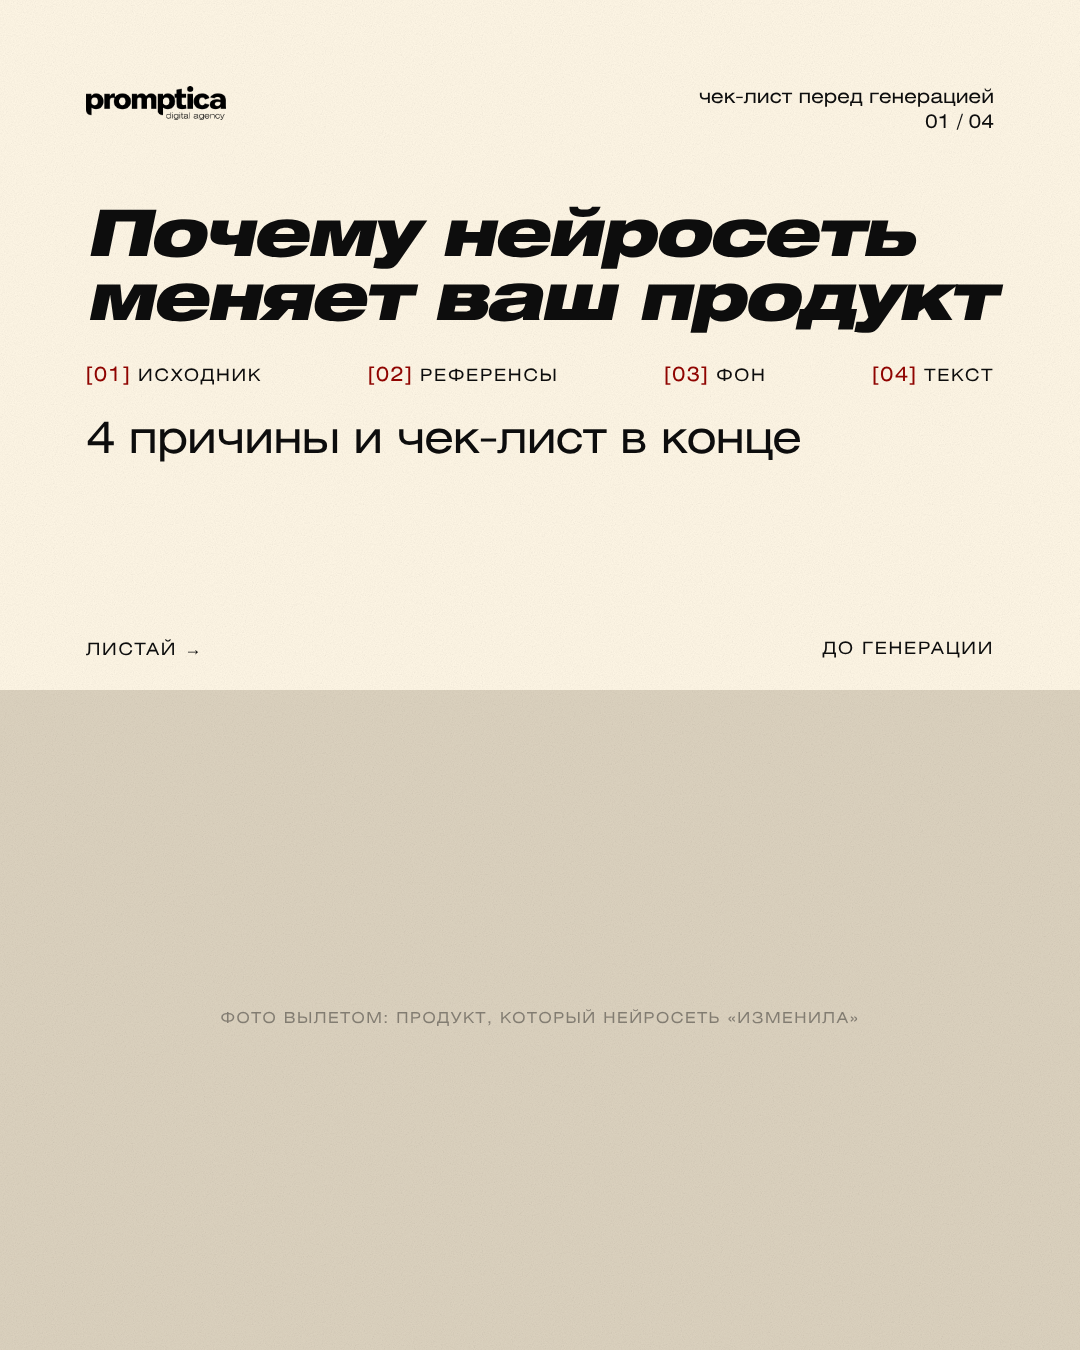 promptica
digital agency
чек-лист перед генерацией
01 / 04
Почему нейросеть
меняет ваш продукт
[01] ИСХОДНИК [02] РЕФЕРЕНСЫ [03] ФОН [04] ТЕКСТ
4 причины и чек-лист в конце
ЛИСТАЙ → ДО ГЕНЕРАЦИИ
ФОТО ВЫЛЕТОМ: ПРОДУКТ, КОТОРЫЙ НЕЙРОСЕТЬ «ИЗМЕНИЛА»